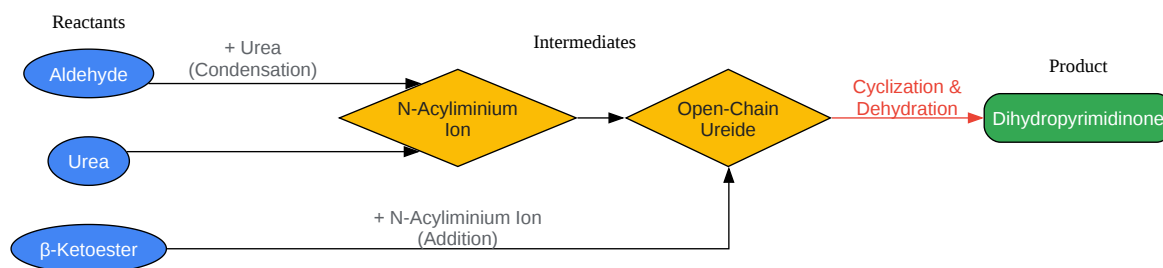 Reactants
Intermediates
Product
Aldehyde
+ Urea
(Condensation)
N-Acyliminium
Ion
Open-Chain
Ureide
Cyclization &
Dehydration
Dihydropyrimidinone
Urea
β-Ketoester
+ N-Acyliminium Ion
(Addition)